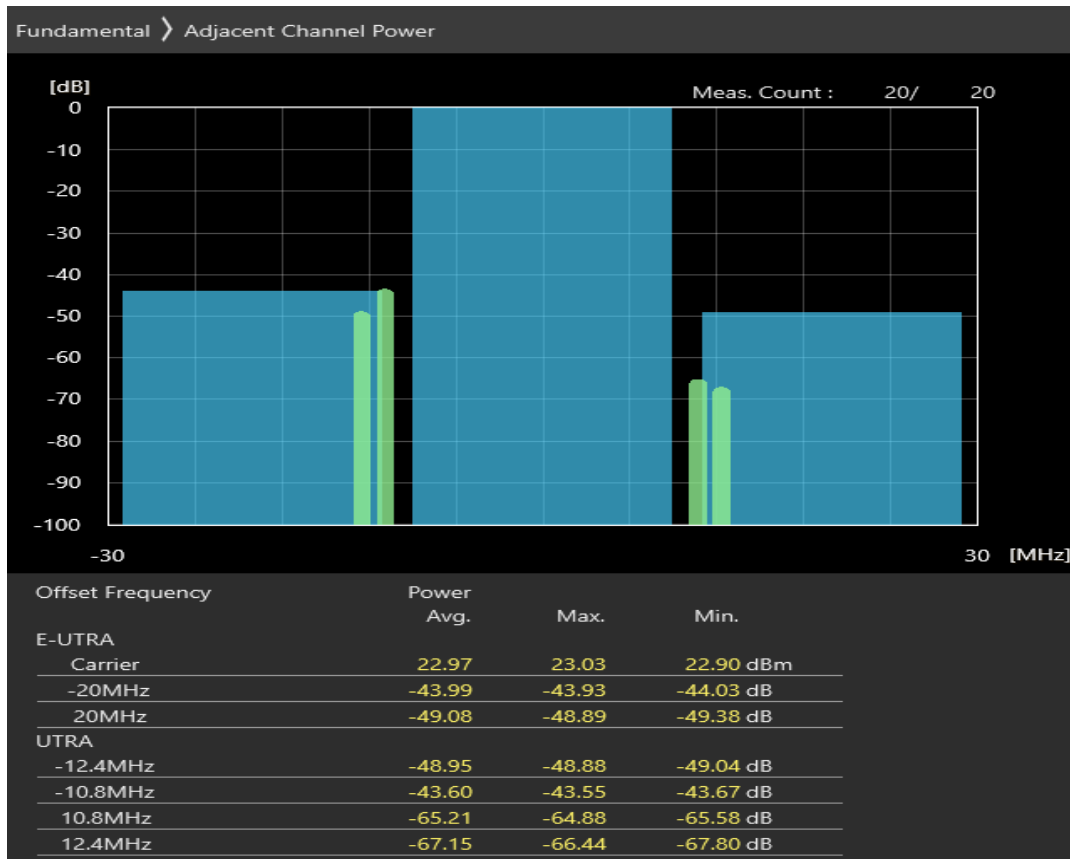 Fundamental ❯ Adjacent Channel Power
[dB]
Meas. Count : 20/ 20
0
-10
-20
-30
-40
-50
-60
-70
-80
-90
-100
-30 30 [MHz]
Offset Frequency Power
Avg. Max. Min.
E-UTRA
Carrier 22.97 23.03 22.90 dBm
-20MHz -43.99 -43.93 -44.03 dB
20MHz -49.08 -48.89 -49.38 dB
UTRA
-12.4MHz -48.95 -48.88 -49.04 dB
-10.8MHz -43.60 -43.55 -43.67 dB
10.8MHz -65.21 -64.88 -65.58 dB
12.4MHz -67.15 -66.44 -67.80 dB